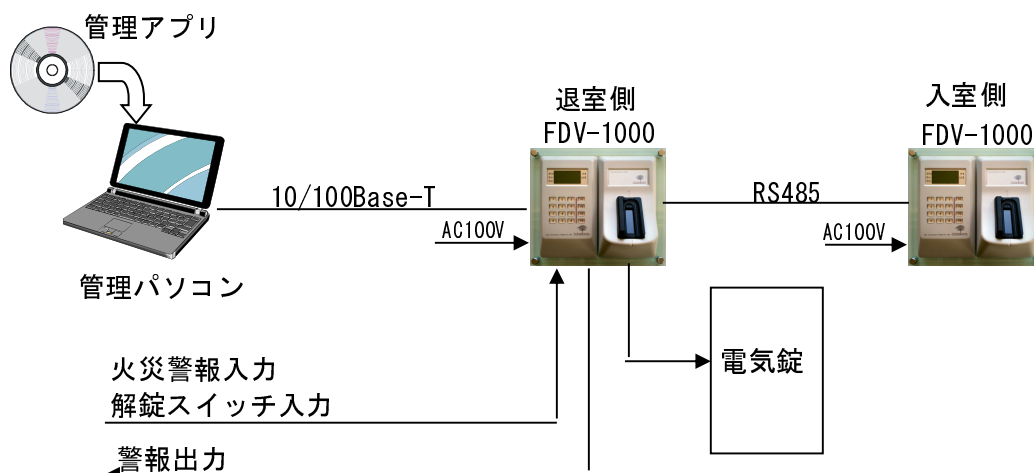 管理アプリ
退室側
FDV-1000
入室側
FDV-1000
10/100Base-T
RS485
AC100V
AC100V
管理パソコン
火災警報入力
解錠スイッチ入力
電気錠
警報出力